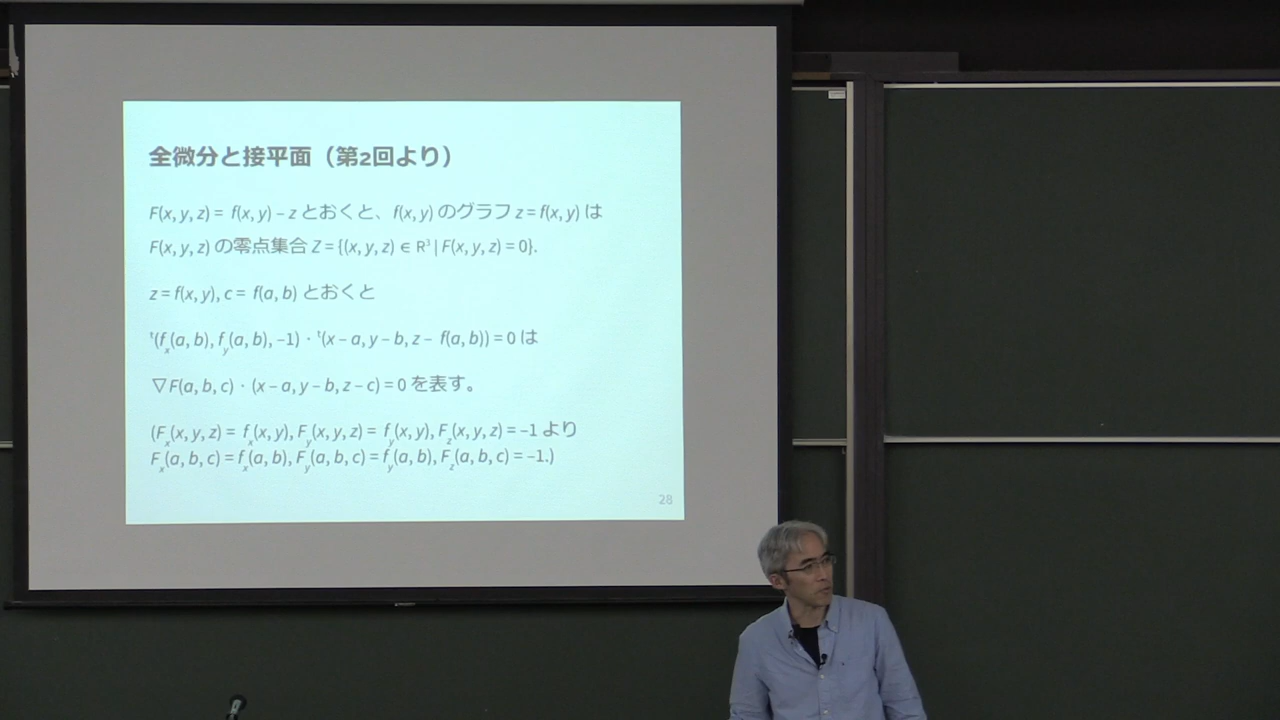 全微分と接平面（第2回より）
F(x, y, z) = f(x, y) – z とおくと、f(x, y) のグラフ z = f(x, y) は
F(x, y, z) の零点集合 Z = {(x, y, z) ∈ R³ | F(x, y, z) = 0}.
z = f(x, y), c = f(a, b) とおくと
ᵗ(fₓ(a, b), f_y(a, b), –1) · ᵗ(x – a, y – b, z – f(a, b)) = 0 は
▽F(a, b, c) · (x – a, y – b, z – c) = 0 を表す。
(Fₓ(x, y, z) = fₓ(x, y), F_y(x, y, z) = f_y(x, y), F_z(x, y, z) = –1 より
Fₓ(a, b, c) = fₓ(a, b), F_y(a, b, c) = f_y(a, b), F_z(a, b, c) = –1.)
28